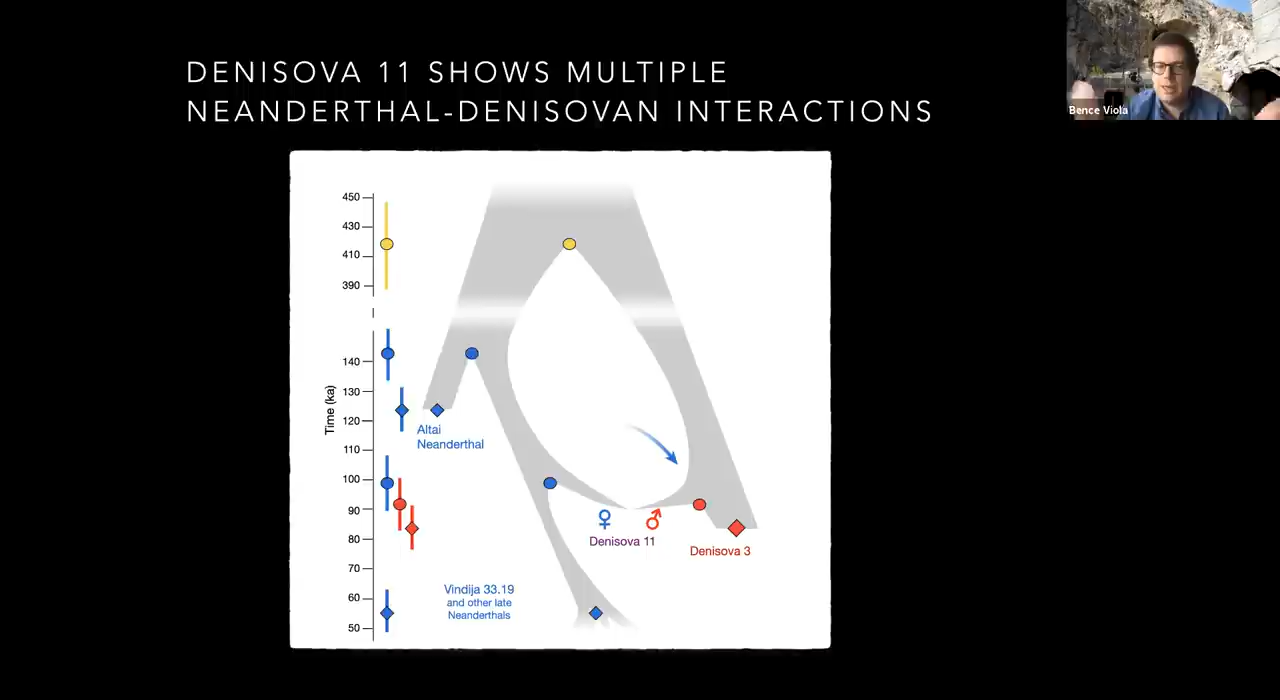 DENISOVA 11 SHOWS MULTIPLE
NEANDERTHAL-DENISOVAN INTERACTIONS
Bence Viola
450
430
410
390
140
130
120
110
100
90
80
70
60
50
Time (ka)
Altai
Neanderthal
♀ ♂
Denisova 11
Denisova 3
Vindija 33.19
and other late
Neanderthals